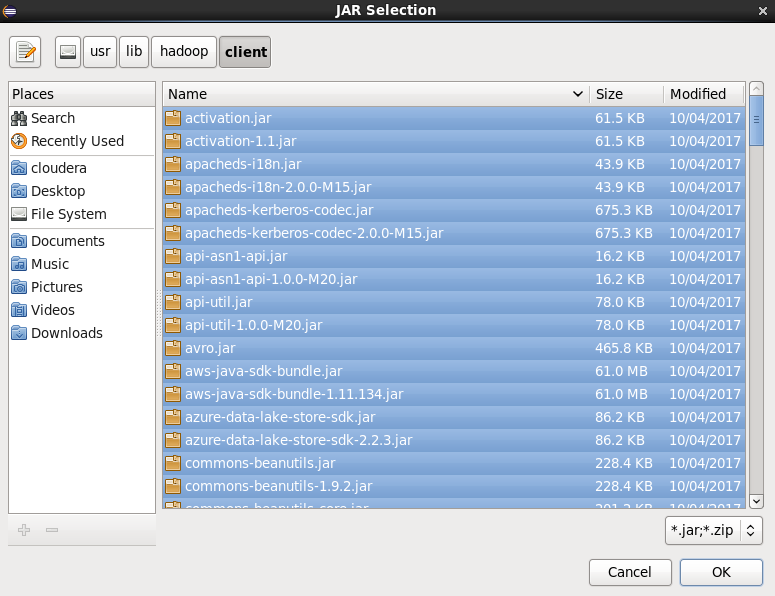 JAR Selection
usr lib hadoop client
Places
Search
Recently Used
cloudera
Desktop
File System
Documents
Music
Pictures
Videos
Downloads
Name Size Modified
activation.jar 61.5 KB 10/04/2017
activation-1.1.jar 61.5 KB 10/04/2017
apacheds-i18n.jar 43.9 KB 10/04/2017
apacheds-i18n-2.0.0-M15.jar 43.9 KB 10/04/2017
apacheds-kerberos-codec.jar 675.3 KB 10/04/2017
apacheds-kerberos-codec-2.0.0-M15.jar 675.3 KB 10/04/2017
api-asn1-api.jar 16.2 KB 10/04/2017
api-asn1-api-1.0.0-M20.jar 16.2 KB 10/04/2017
api-util.jar 78.0 KB 10/04/2017
api-util-1.0.0-M20.jar 78.0 KB 10/04/2017
avro.jar 465.8 KB 10/04/2017
aws-java-sdk-bundle.jar 61.0 MB 10/04/2017
aws-java-sdk-bundle-1.11.134.jar 61.0 MB 10/04/2017
azure-data-lake-store-sdk.jar 86.2 KB 10/04/2017
azure-data-lake-store-sdk-2.2.3.jar 86.2 KB 10/04/2017
commons-beanutils.jar 228.4 KB 10/04/2017
commons-beanutils-1.9.2.jar 228.4 KB 10/04/2017
*.jar;*.zip
Cancel OK